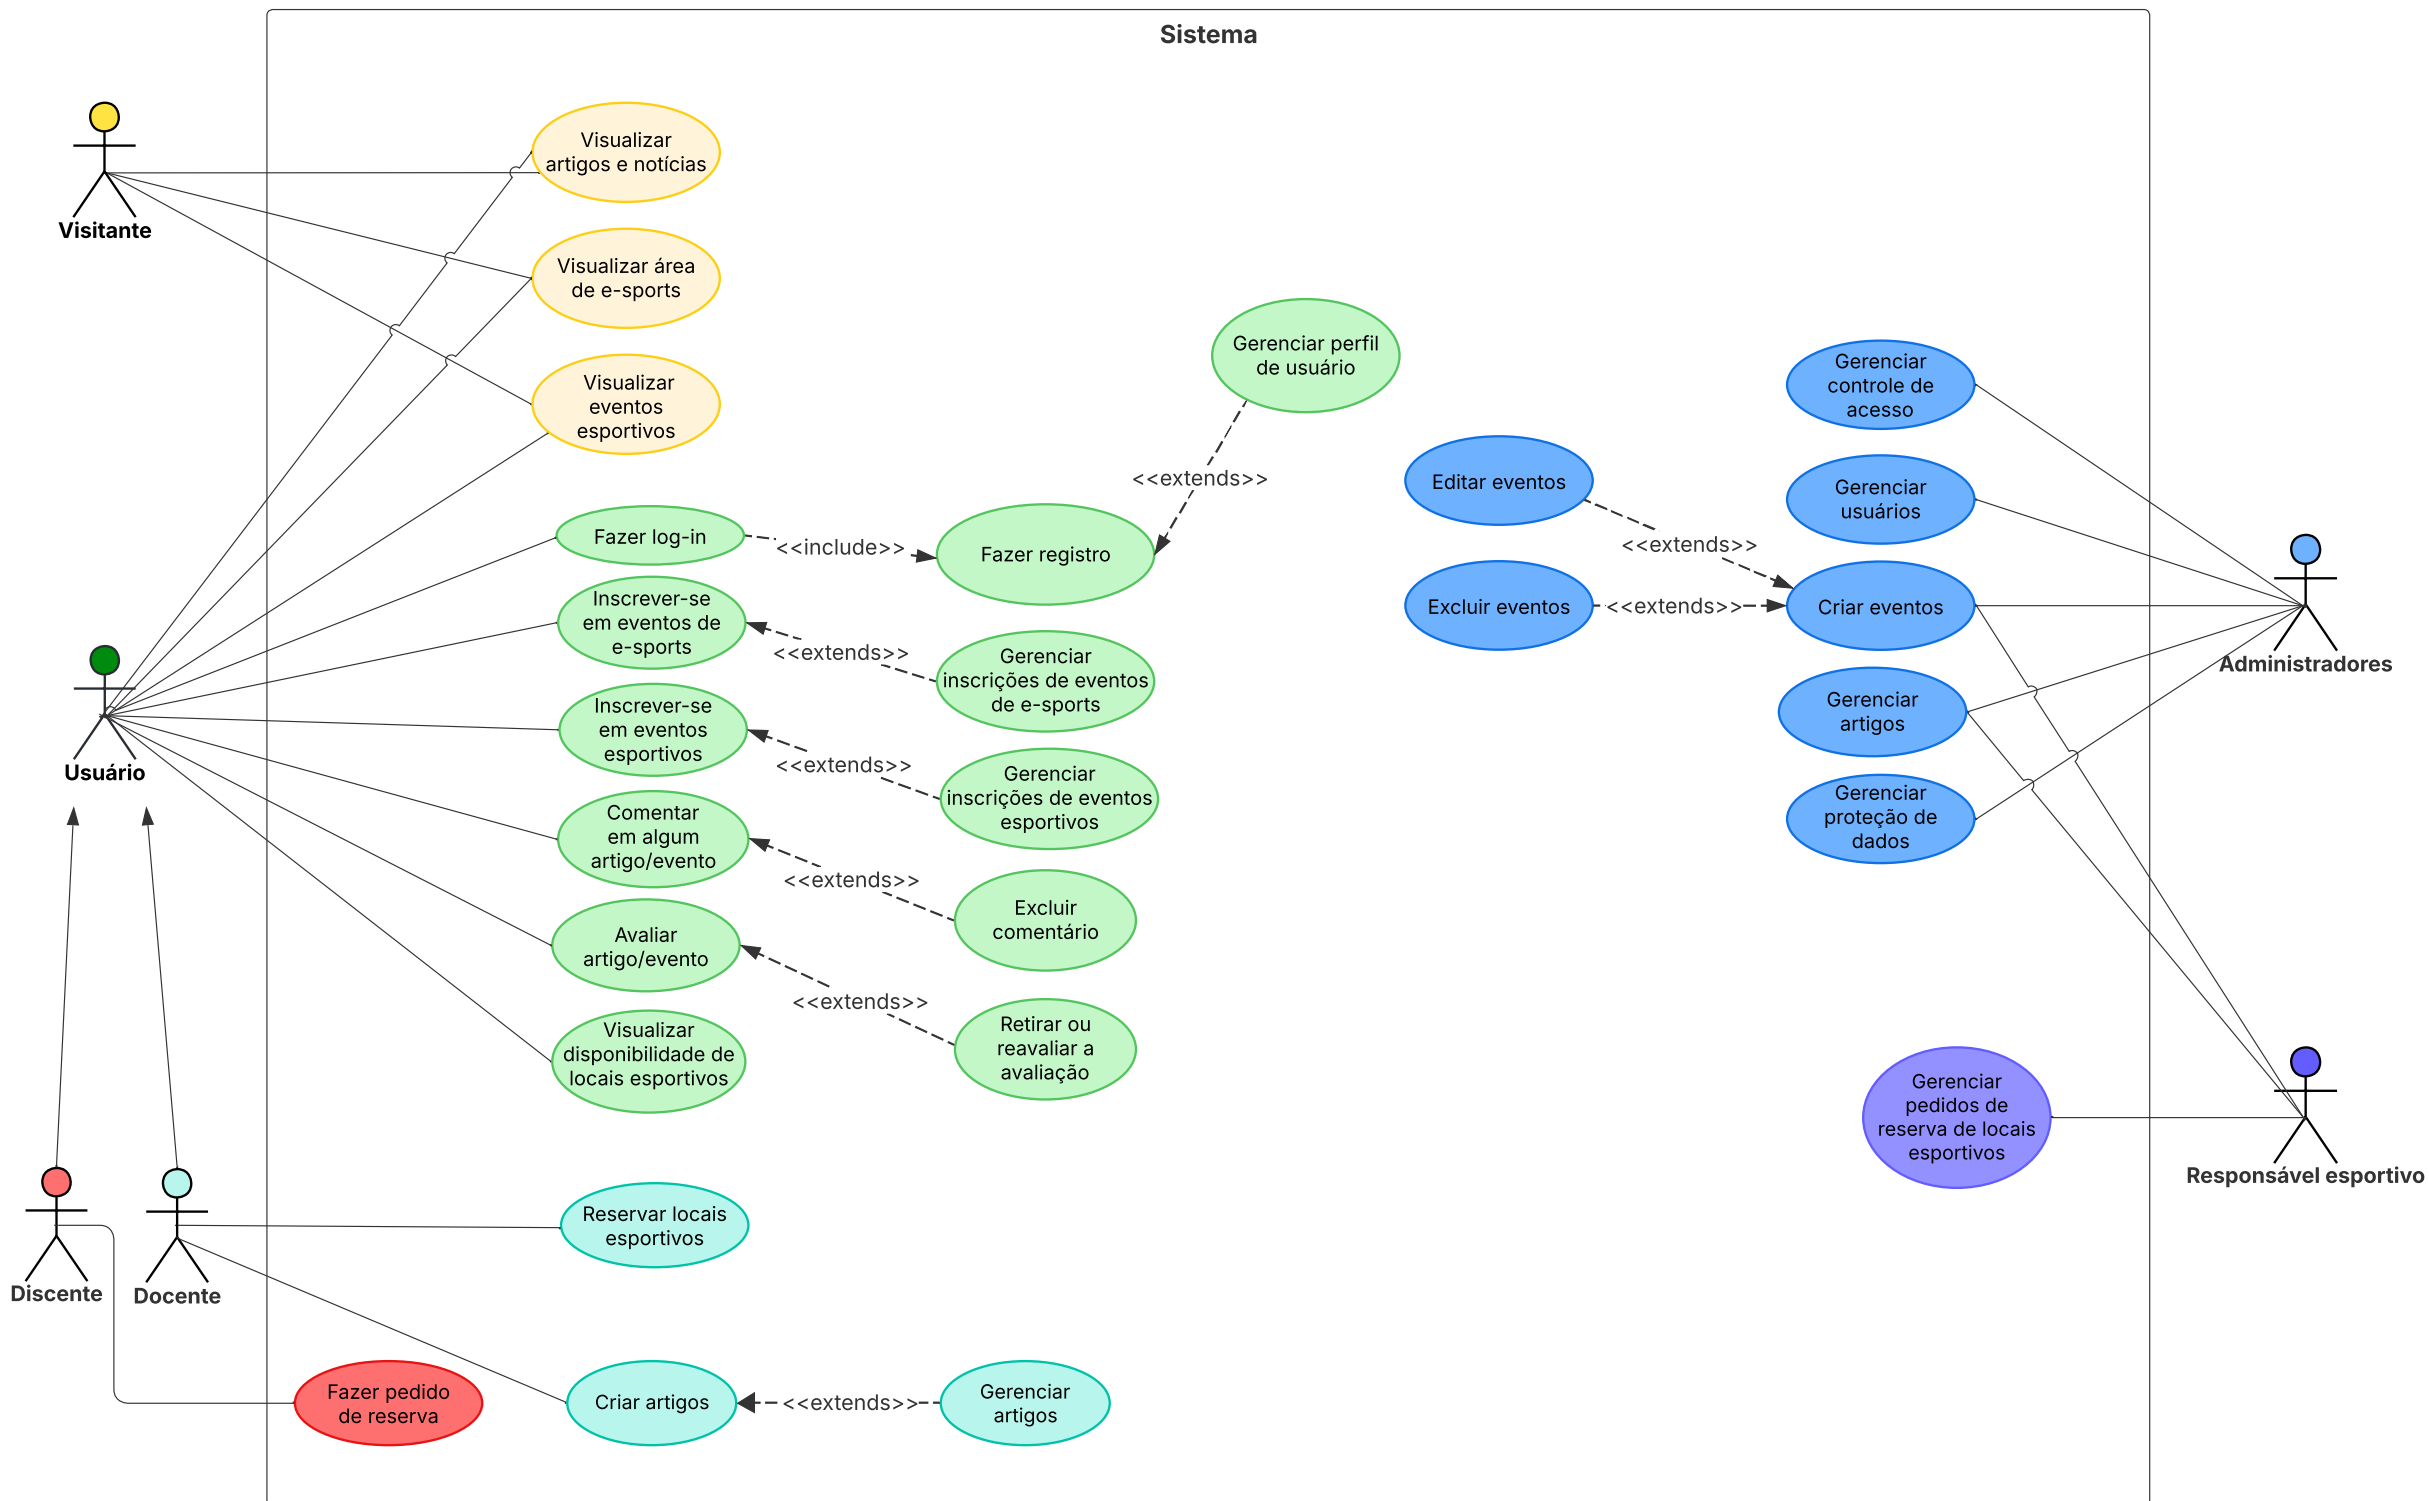 Sistema
Visitante
Visualizar
artigos e notícias
Visualizar área
de e-sports
Visualizar
eventos
esportivos
Gerenciar perfil
de usuário
<<extends>>
Fazer log-in
<<include>>
Fazer registro
Inscrever-se
em eventos de
e-sports
<<extends>>
Gerenciar
inscrições de eventos
de e-sports
Inscrever-se
em eventos
esportivos
<<extends>>
Gerenciar
inscrições de eventos
esportivos
Usuário
Comentar
em algum
artigo/evento
<<extends>>
Excluir
comentário
Avaliar
artigo/evento
<<extends>>
Retirar ou
reavaliar a
avaliação
Visualizar
disponibilidade de
locais esportivos
Editar eventos
<<extends>>
Excluir eventos
<<extends>>
Gerenciar
controle de
acesso
Gerenciar
usuários
Criar eventos
Gerenciar
artigos
Gerenciar
proteção de
dados
Administradores
Gerenciar
pedidos de
reserva de locais
esportivos
Responsável esportivo
Discente
Docente
Reservar locais
esportivos
Fazer pedido
de reserva
Criar artigos
<<extends>>
Gerenciar
artigos